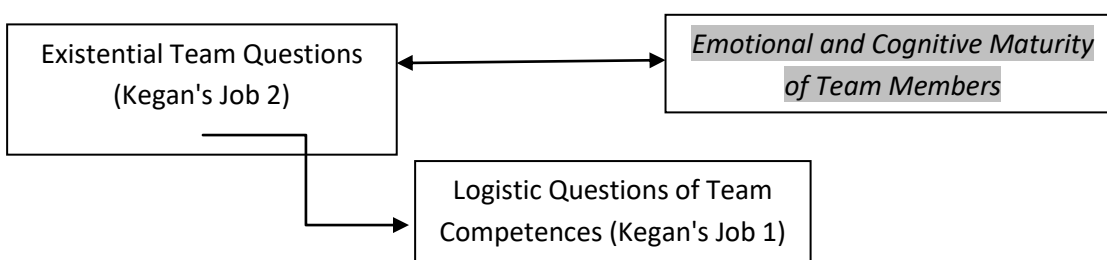 Existential Team Questions
(Kegan's Job 2)
Emotional and Cognitive Maturity
of Team Members
Logistic Questions of Team
Competences (Kegan's Job 1)